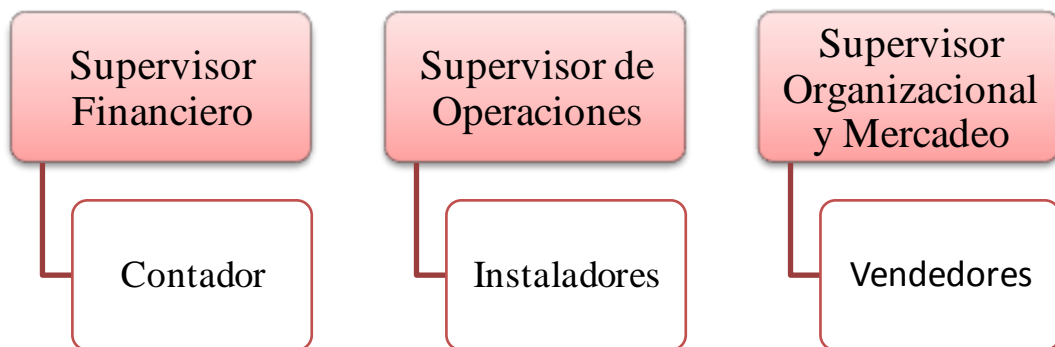 Supervisor
Financiero
Contador
Supervisor de
Operaciones
Instaladores
Supervisor
Organizacional
y Mercadeo
Vendedores